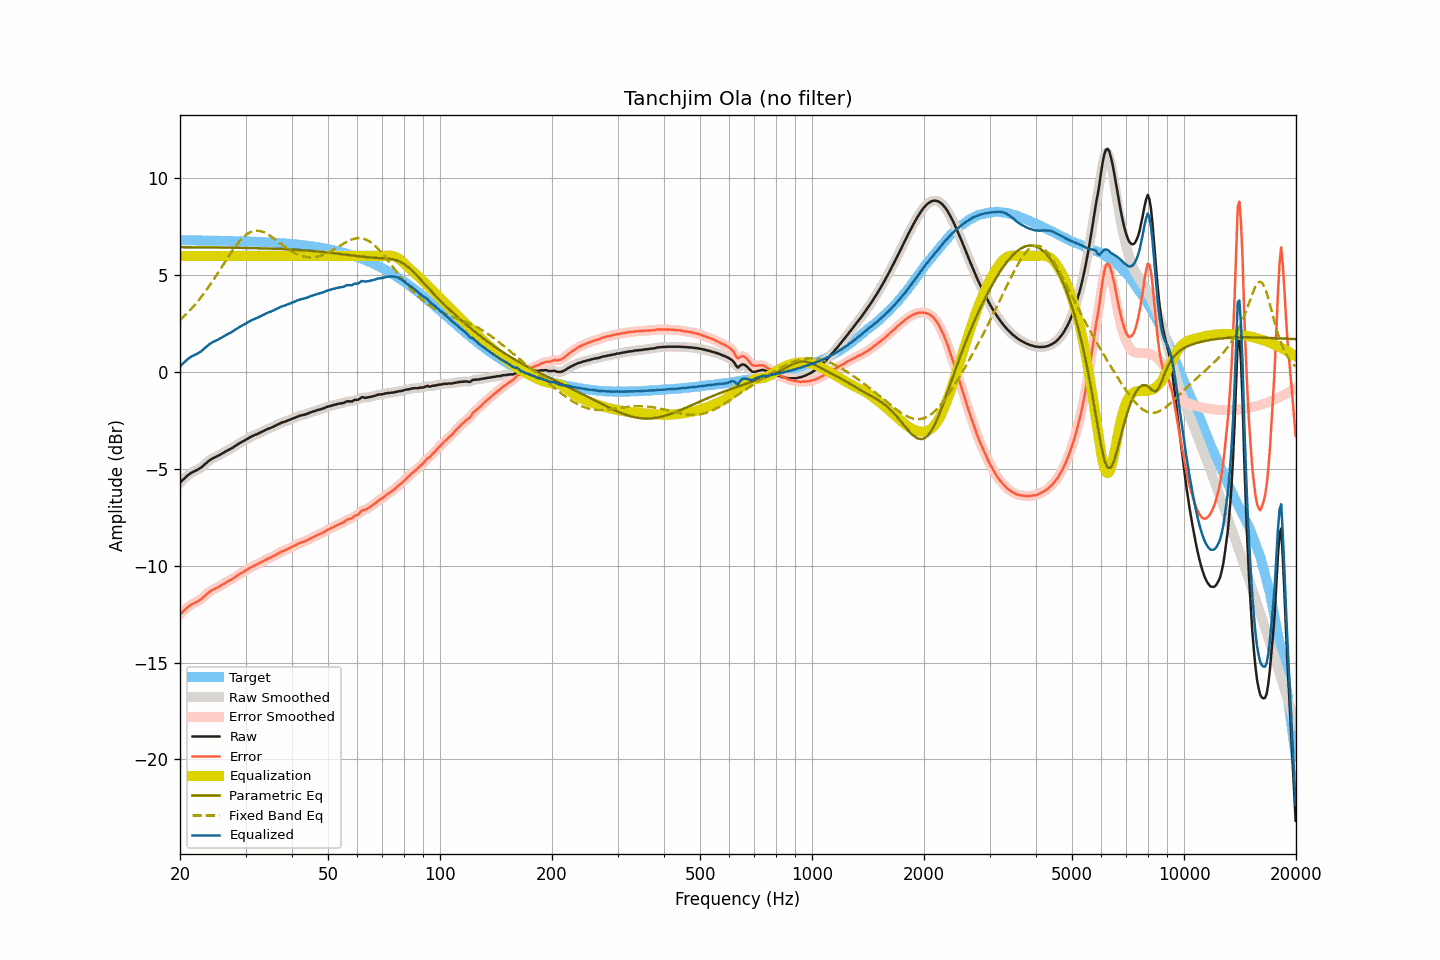 Tanchjim Ola (no filter)
Amplitude (dBr)
10
5
0
−5
−10
−15
−20
Target
Raw Smoothed
Error Smoothed
Raw
Error
Equalization
Parametric Eq
Fixed Band Eq
Equalized
20 50 100 200 500 1000 2000 5000 10000 20000
Frequency (Hz)